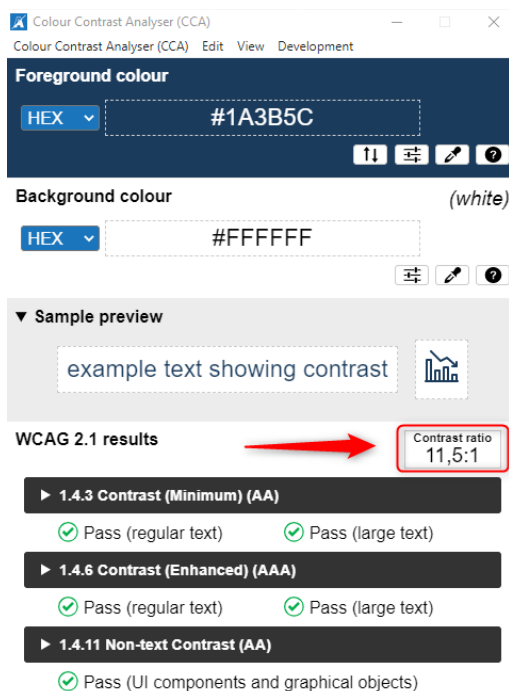 Colour Contrast Analyser (CCA)
Colour Contrast Analyser (CCA) Edit View Development
Foreground colour
HEX #1A3B5C
Background colour (white)
HEX #FFFFFF
▼ Sample preview
example text showing contrast
WCAG 2.1 results
Contrast ratio
11,5:1
▶ 1.4.3 Contrast (Minimum) (AA)
Pass (regular text) Pass (large text)
▶ 1.4.6 Contrast (Enhanced) (AAA)
Pass (regular text) Pass (large text)
▶ 1.4.11 Non-text Contrast (AA)
Pass (UI components and graphical objects)